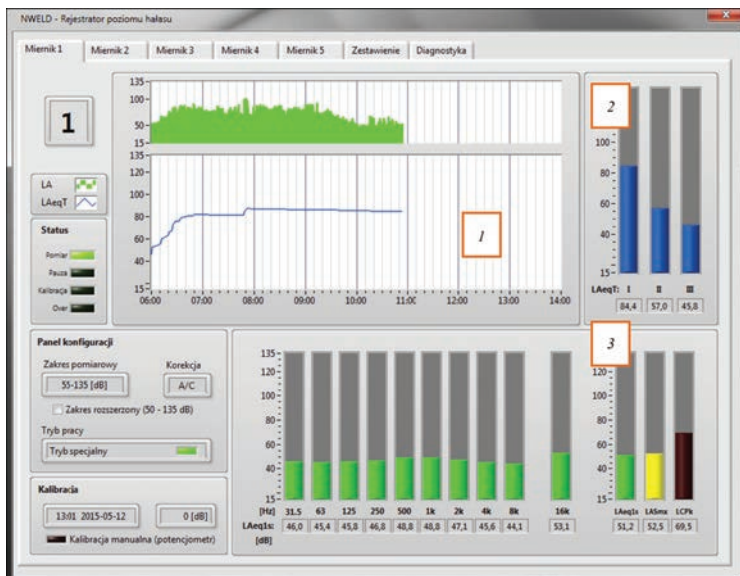 NWELD - Rejestrator poziomu hałasu
Miernik 1 Miernik 2 Miernik 3 Miernik 4 Miernik 5 Zestawienie Diagnostyka
1
LA
LAeqT
Status
Pomiar
Pauza
Kalibracja
Over
135
100
50
15
135
120
100
80
60
40
15
06:00 07:00 08:00 09:00 10:00 11:00 12:00 13:00 14:00
1
2
100
80
60
40
15
LAeqT: I II III
84,4 57,0 45,8
Panel konfiguracji
Zakres pomiarowy Korekcja
55-135 [dB] A/C
Zakres rozszerzony (50 - 135 dB)
Tryb pracy
Tryb specjalny
Kalibracja
13:01 2015-05-12 0 [dB]
Kalibracja manualna (potencjometr)
135
120
100
80
60
40
15
[Hz] 31.5 63 125 250 500 1k 2k 4k 8k 16k
LAeq1s: 46,0 45,4 45,8 46,8 48,8 48,8 47,1 45,6 44,1 53,1
[dB]
3
120
100
80
60
40
15
LAeq1s LASmx LCPk
51,2 52,5 69,5